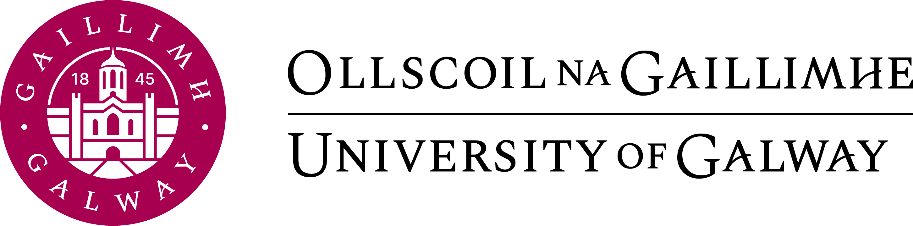 GAILLIMH
18 45
GALWAY
OLLSCOIL NA GAILLIMHE
UNIVERSITY OF GALWAY